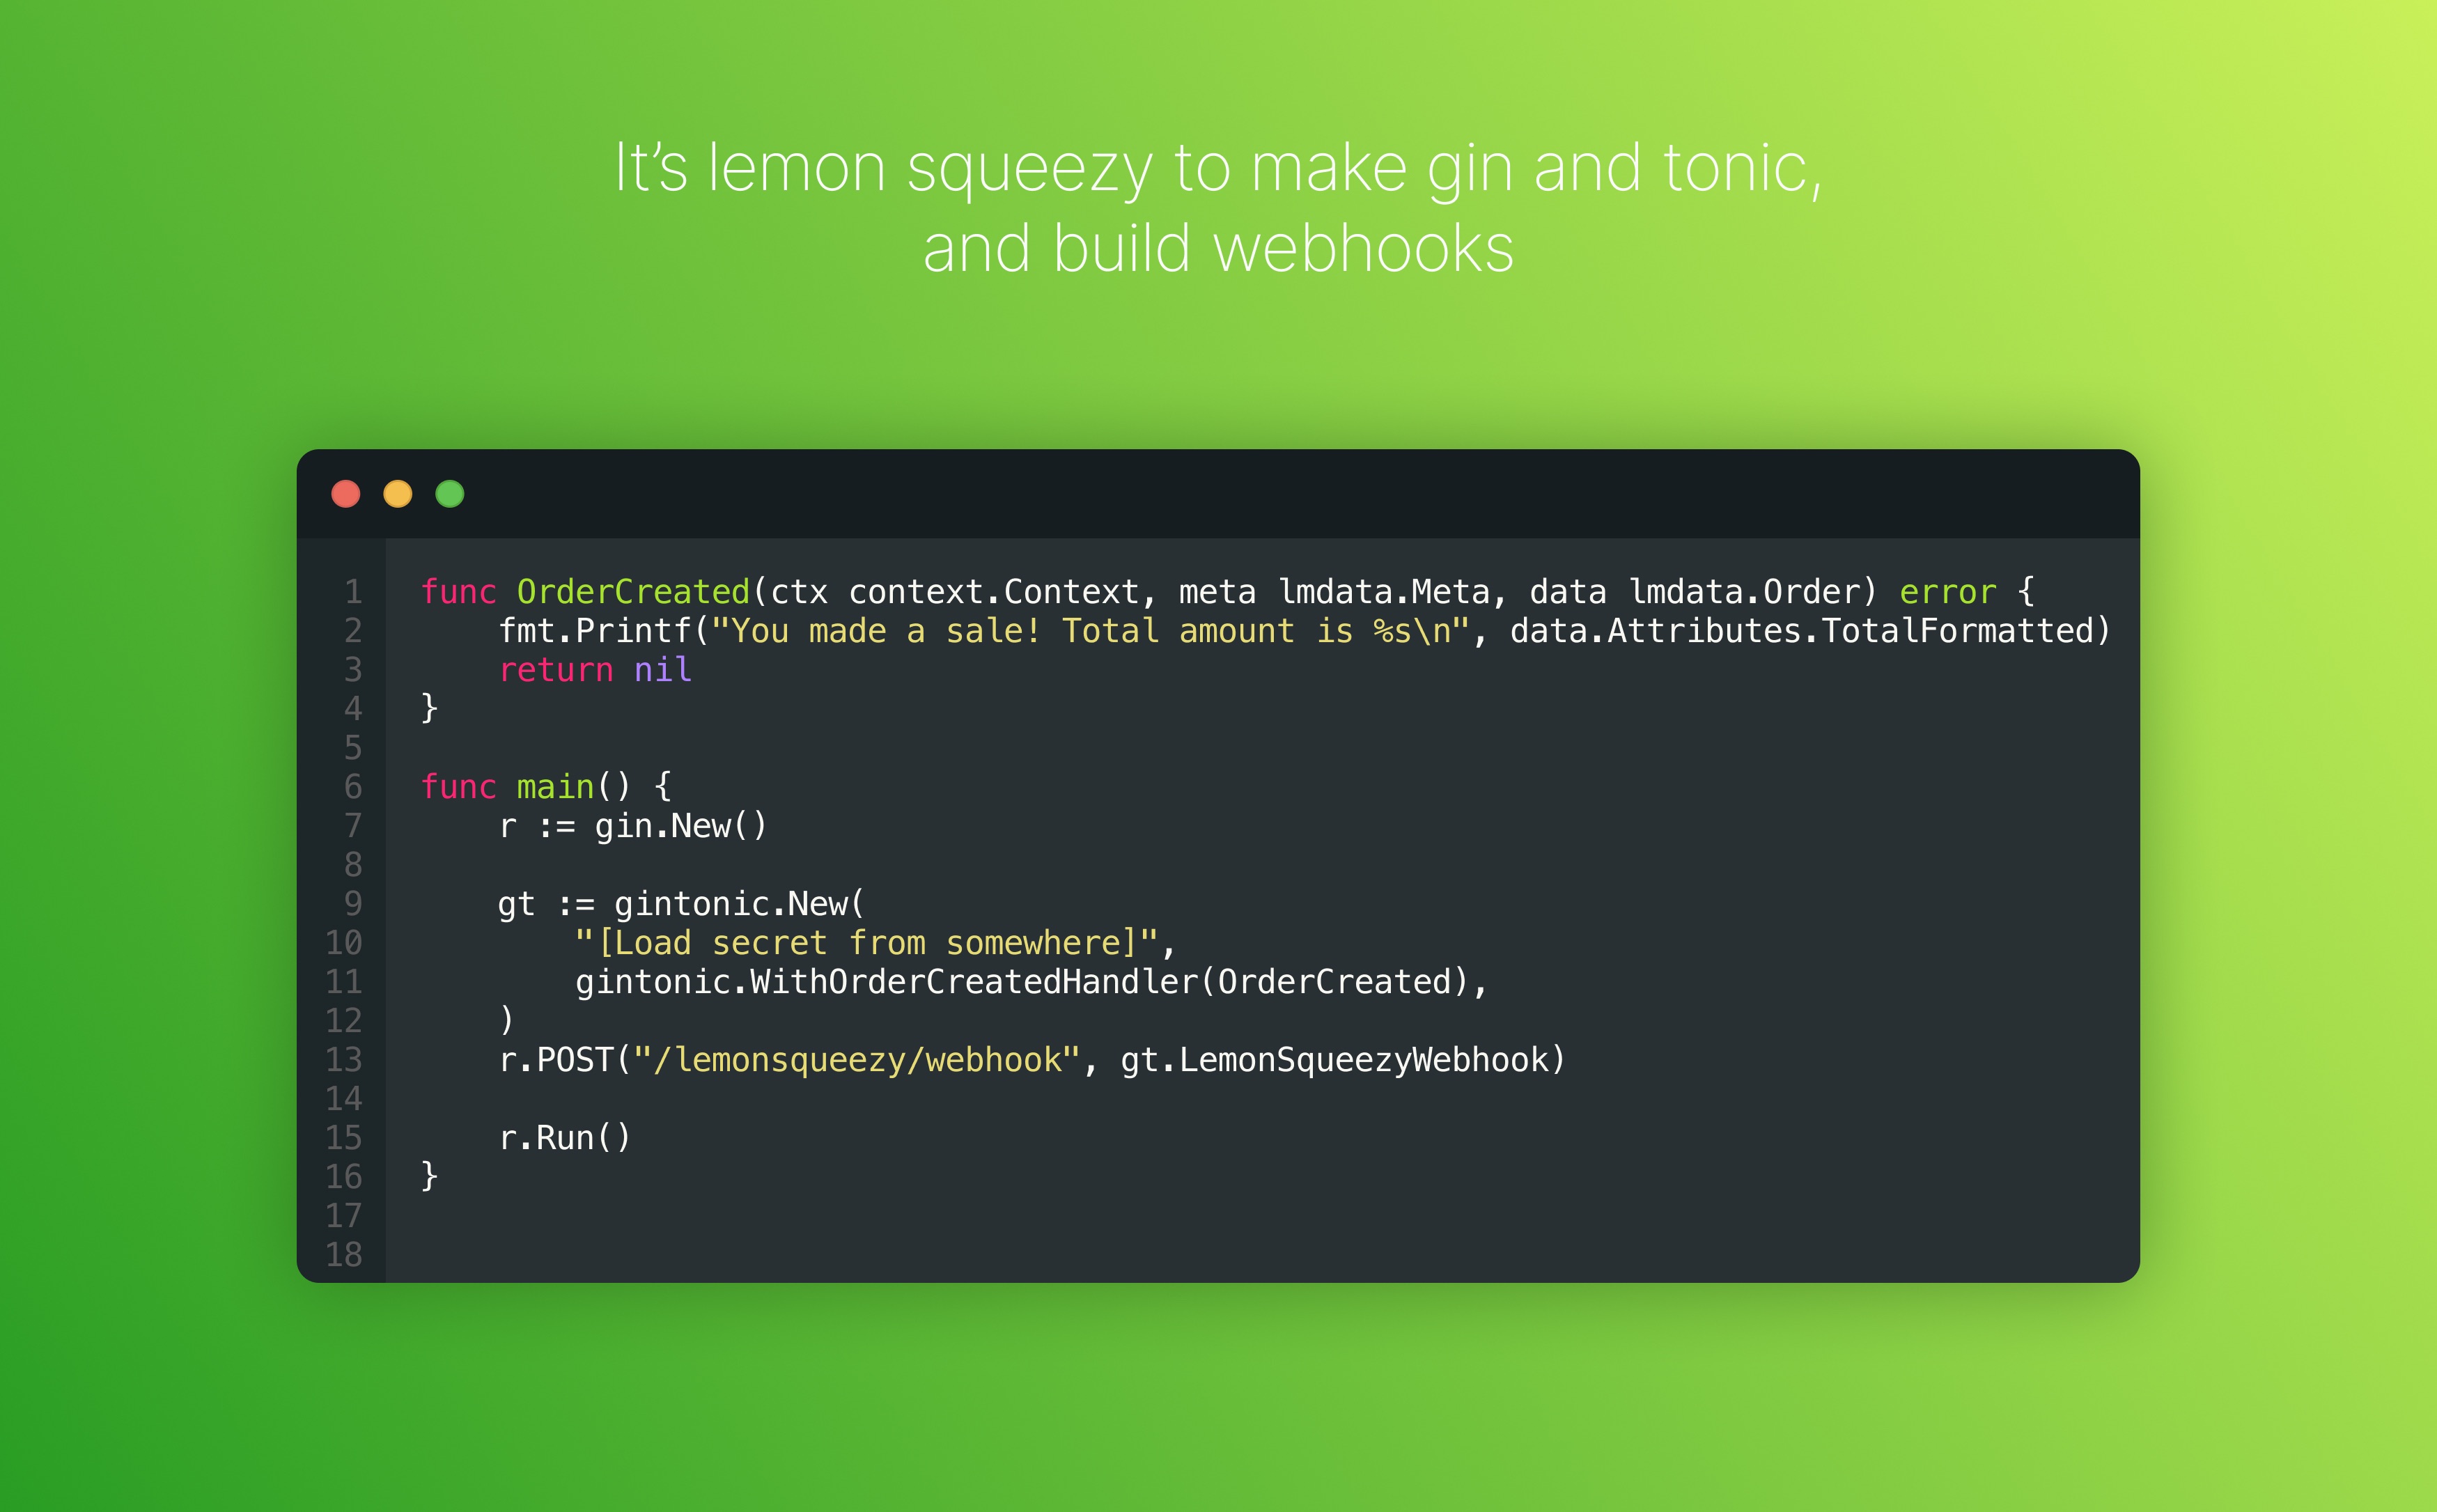 It’s lemon squeezy to make gin and tonic,
and build webhooks
1 func OrderCreated(ctx context.Context, meta lmdata.Meta, data lmdata.Order) error {
2     fmt.Printf("You made a sale! Total amount is %s\n", data.Attributes.TotalFormatted)
3     return nil
4 }
5
6 func main() {
7     r := gin.New()
8
9     gt := gintonic.New(
10         "[Load secret from somewhere]",
11         gintonic.WithOrderCreatedHandler(OrderCreated),
12     )
13     r.POST("/lemonsqueezy/webhook", gt.LemonSqueezyWebhook)
14
15     r.Run()
16 }
17
18